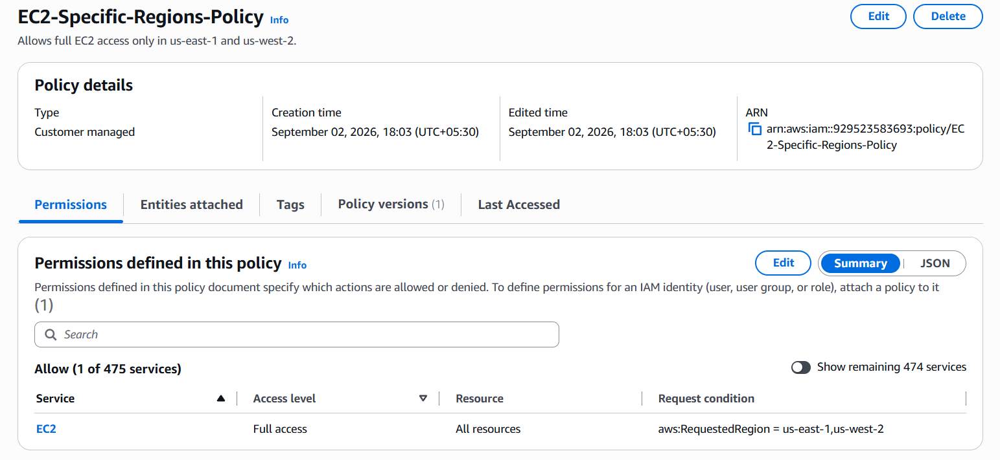 EC2-Specific-Regions-Policy Info
Edit
Delete
Allows full EC2 access only in us-east-1 and us-west-2.
Policy details
Type
Customer managed
Creation time
September 02, 2026, 18:03 (UTC+05:30)
Edited time
September 02, 2026, 18:03 (UTC+05:30)
ARN
arn:aws:iam::929523583693:policy/EC
2-Specific-Regions-Policy
Permissions
Entities attached
Tags
Policy versions (1)
Last Accessed
Permissions defined in this policy Info
Edit
Summary
JSON
Permissions defined in this policy document specify which actions are allowed or denied. To define permissions for an IAM identity (user, user group, or role), attach a policy to it
(1)
Search
Allow (1 of 475 services)
Show remaining 474 services
Service
Access level
Resource
Request condition
EC2
Full access
All resources
aws:RequestedRegion = us-east-1,us-west-2